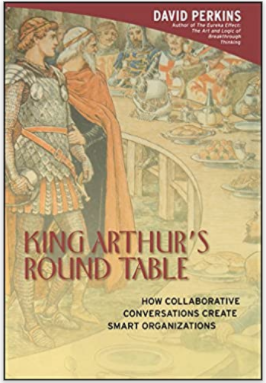 DAVID PERKINS
Author of The Eureka Effect:
The Art and Logic of
Breakthrough
Thinking
KING ARTHUR'S
ROUND TABLE
HOW COLLABORATIVE
CONVERSATIONS CREATE
SMART ORGANIZATIONS